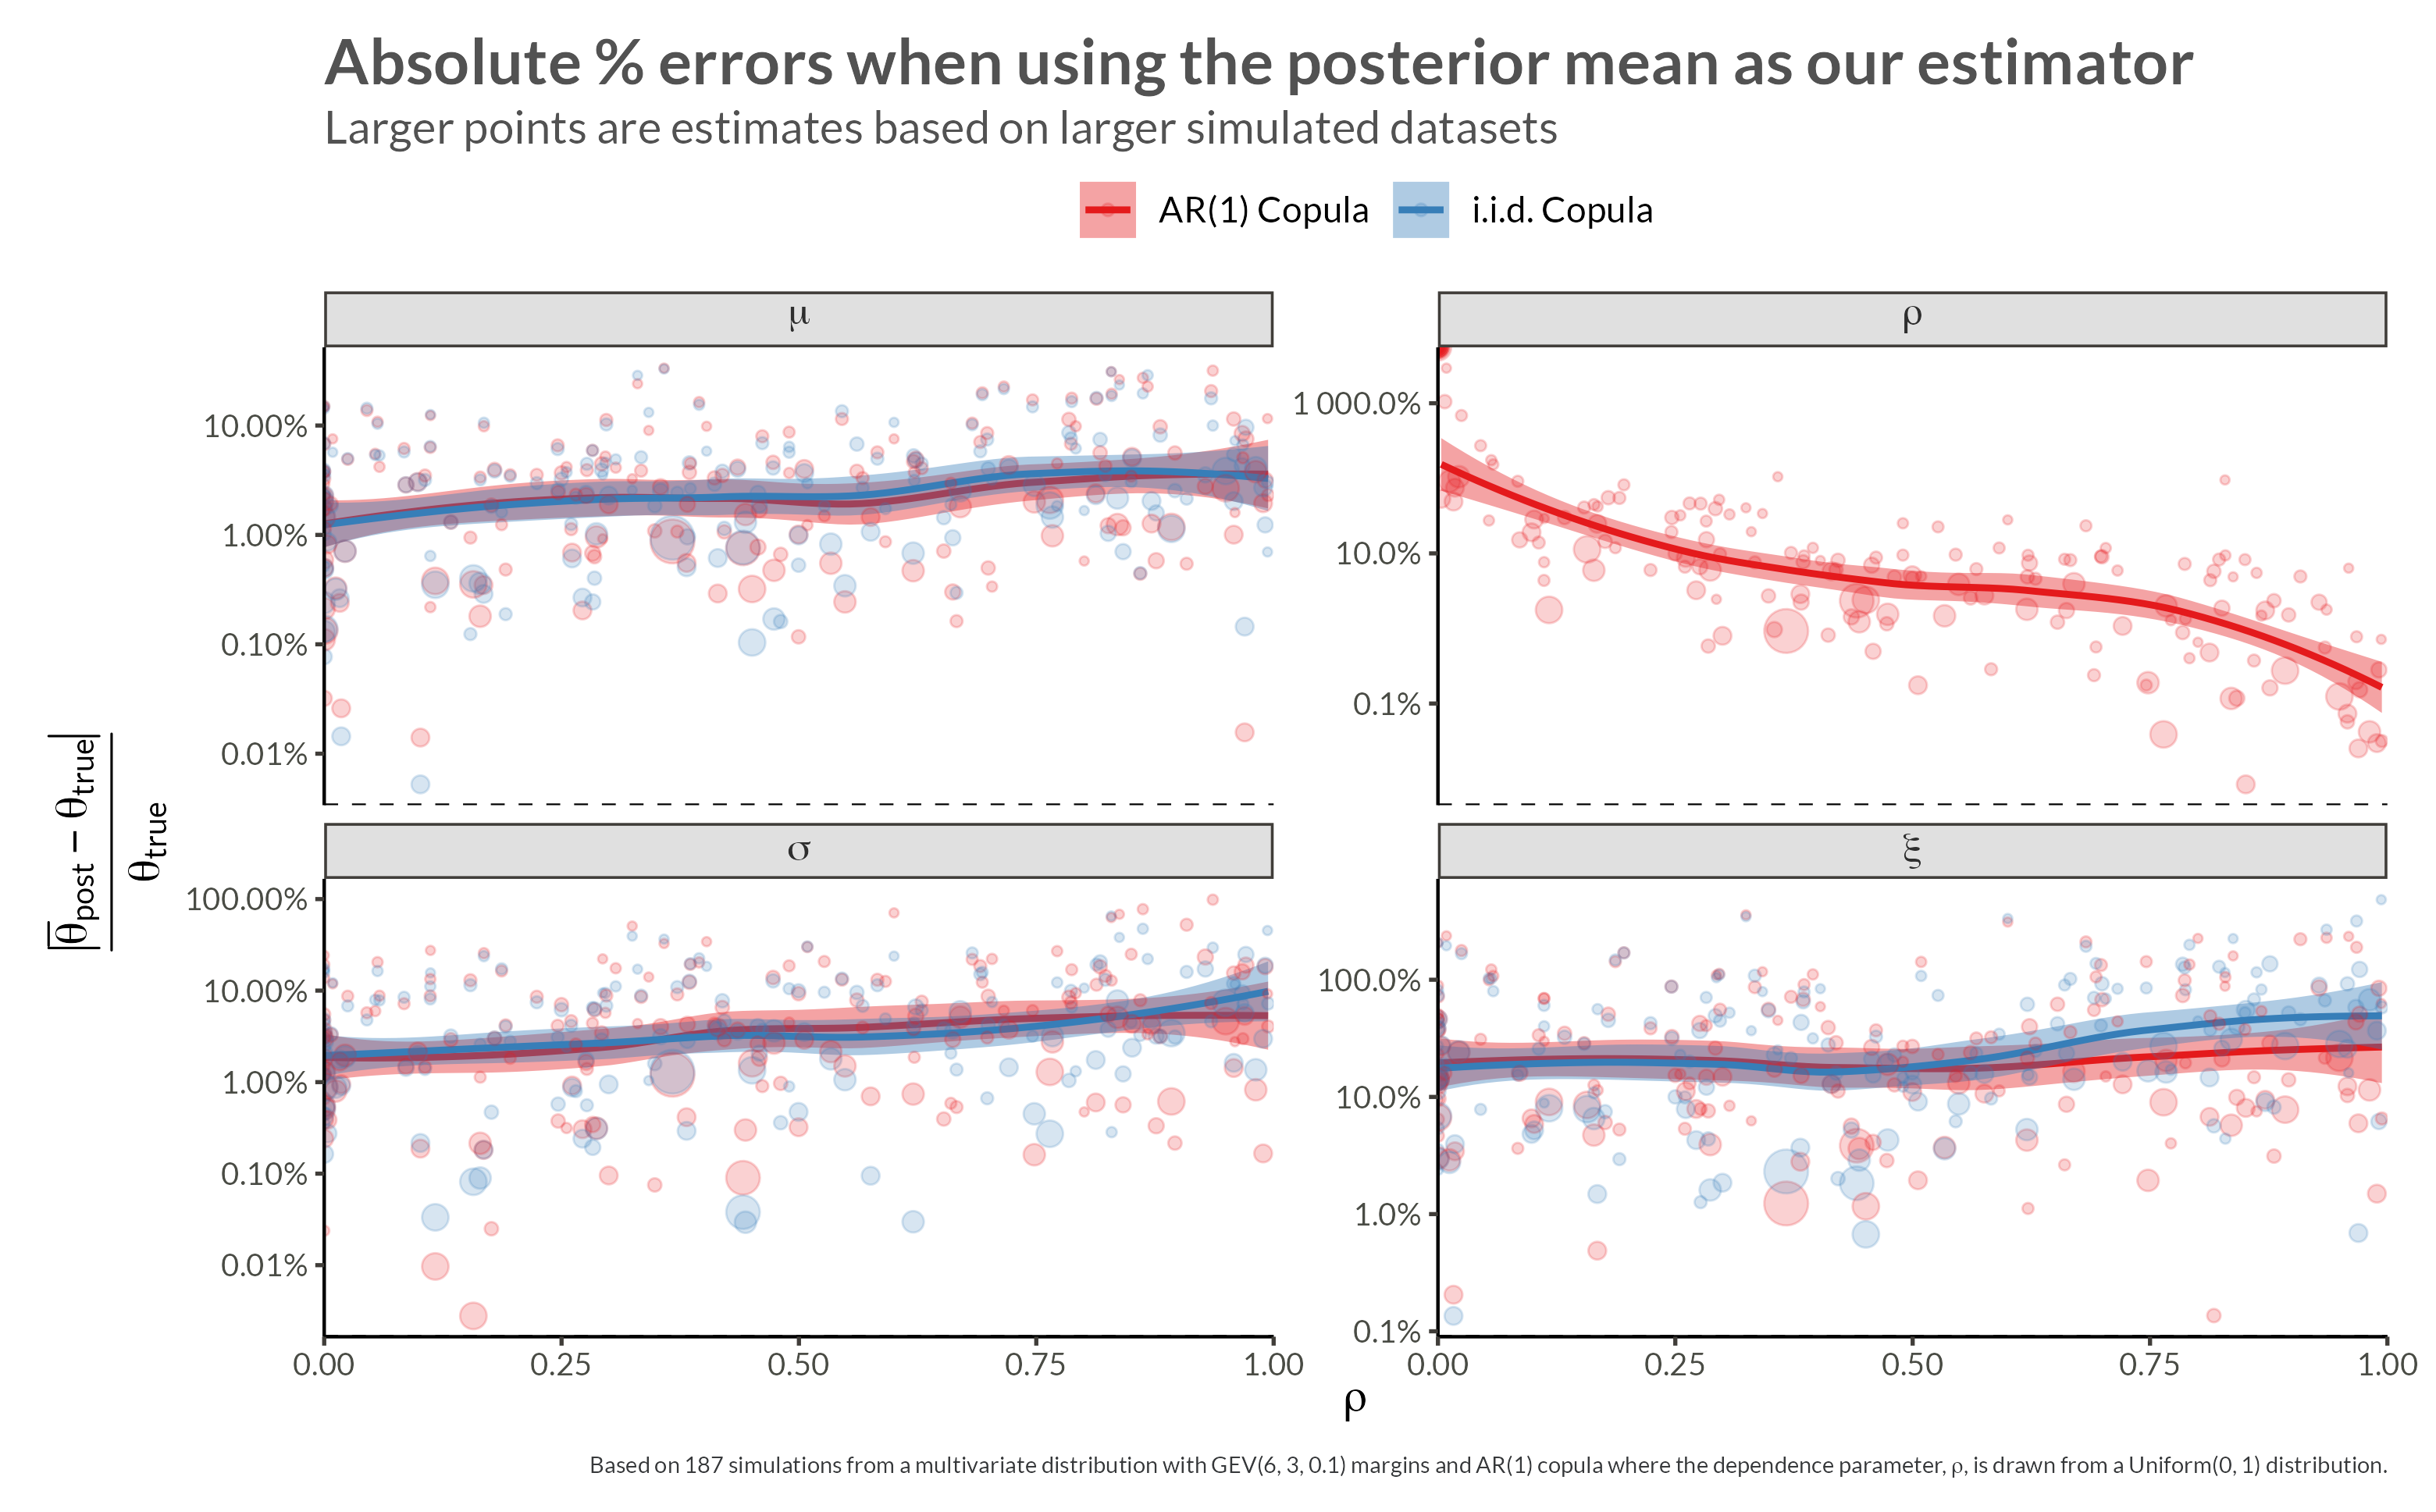 Absolute % errors when using the posterior mean as our estimator
Larger points are estimates based on larger simulated datasets
AR(1) Copula
i.i.d. Copula
μ
ρ
10.00%
1.00%
0.10%
0.01%
1 000.0%
10.0%
0.1%
|θ̅post − θtrue|
θtrue
σ
ξ
100.00%
10.00%
1.00%
0.10%
0.01%
100.0%
10.0%
1.0%
0.1%
0.00 0.25 0.50 0.75 1.00
0.00 0.25 0.50 0.75 1.00
ρ
Based on 187 simulations from a multivariate distribution with GEV(6, 3, 0.1) margins and AR(1) copula where the dependence parameter, ρ, is drawn from a Uniform(0, 1) distribution.